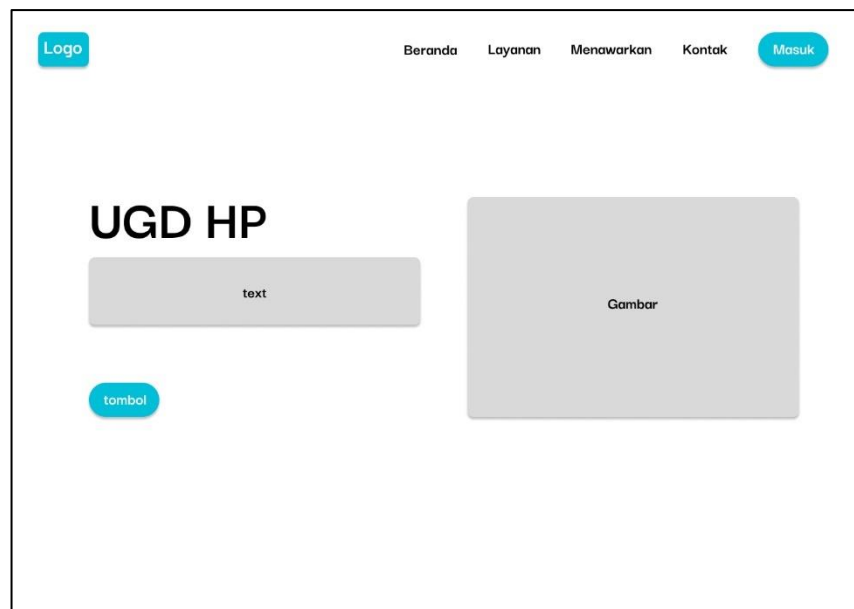 Logo
Beranda Layanan Menawarkan Kontak Masuk
UGD HP
text
Gambar
tombol